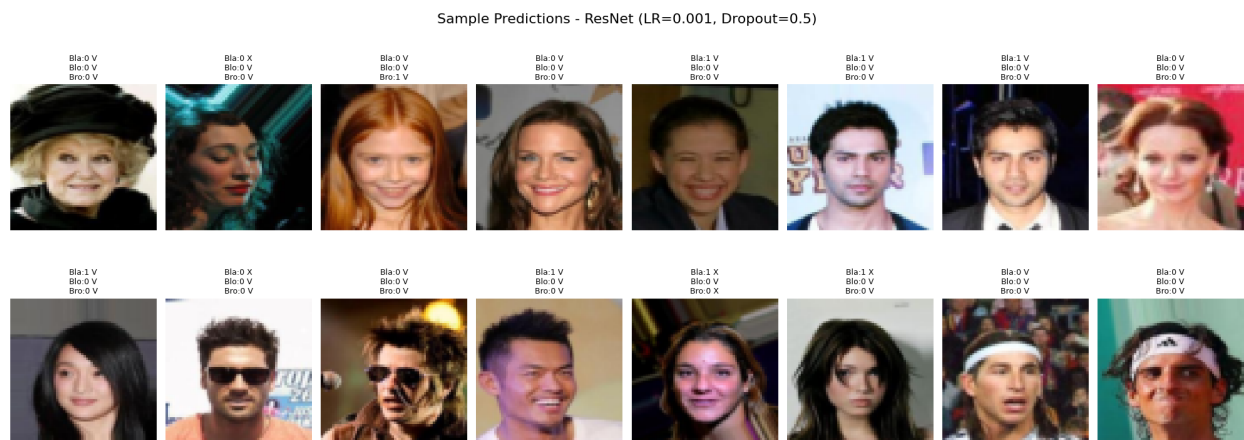 Sample Predictions - ResNet (LR=0.001, Dropout=0.5)
Bla:0 V
Blo:0 V
Bro:0 V
Bla:0 X
Blo:0 V
Bro:0 V
Bla:0 V
Blo:0 V
Bro:1 V
Bla:0 V
Blo:0 V
Bro:0 V
Bla:1 V
Blo:0 V
Bro:0 V
Bla:1 V
Blo:0 V
Bro:0 V
Bla:1 V
Blo:0 V
Bro:0 V
Bla:0 V
Blo:0 V
Bro:0 V
Bla:1 V
Blo:0 V
Bro:0 V
Bla:0 X
Blo:0 V
Bro:0 V
Bla:0 V
Blo:0 V
Bro:0 V
Bla:1 V
Blo:0 V
Bro:0 V
Bla:1 X
Blo:0 V
Bro:0 X
Bla:1 X
Blo:0 V
Bro:0 V
Bla:0 V
Blo:0 V
Bro:0 V
Bla:0 V
Blo:0 V
Bro:0 V